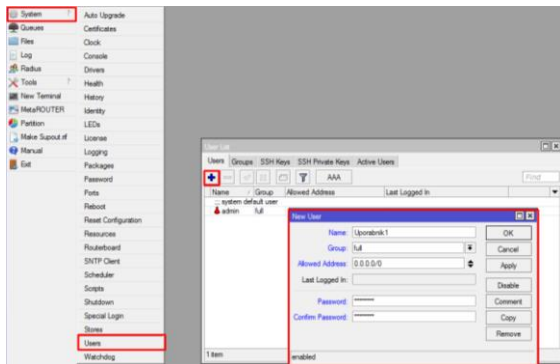 System
Queues
Files
Log
Radius
Tools
New Terminal
MetaROUTER
Partition
Make Supout.rif
Manual
Exit
Auto Upgrade
Certificates
Clock
Console
Drivers
Health
History
Identity
LEDs
License
Logging
Packages
Password
Ports
Reboot
Reset Configuration
Resources
Routerboard
SNTP Client
Scheduler
Scripts
Shutdown
Special Login
Stores
Users
Watchdog
User List
Users Groups SSH Keys SSH Private Keys Active Users
AAA Find
Name / Group Allowed Address Last Logged In
;;; system default user
admin full
1 item
New User
Name: Uporabnik1
Group: full
Allowed Address: 0.0.0.0/0
Last Logged In:
Password: ********
Confirm Password: ********
OK
Cancel
Apply
Disable
Comment
Copy
Remove
enabled